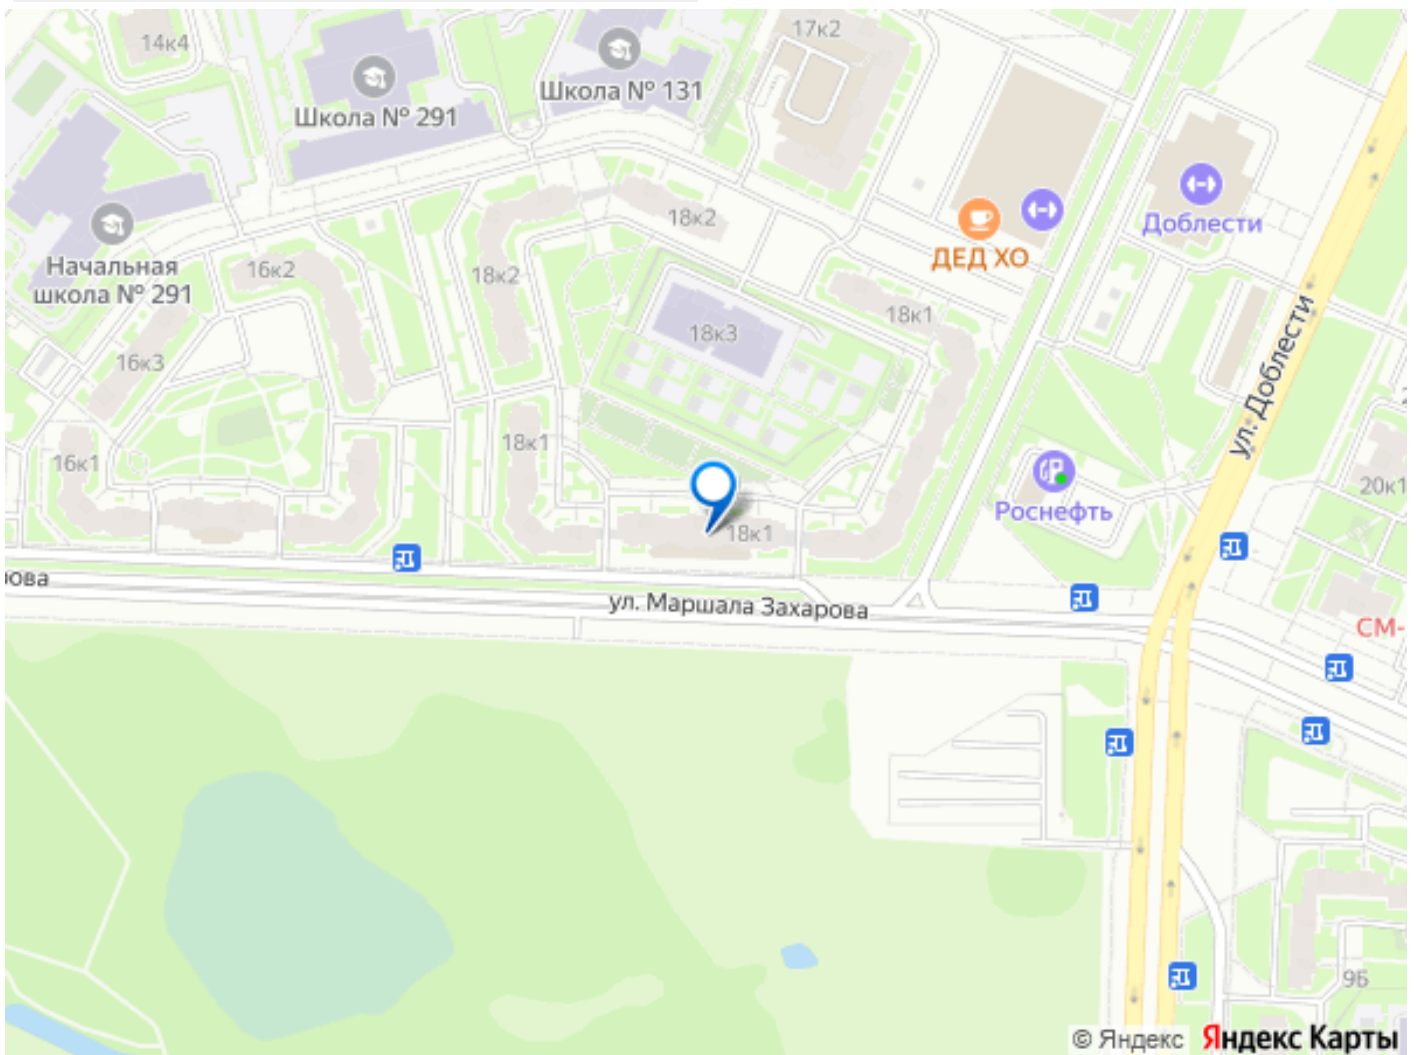 14к4
17к2
Школа № 131
Школа № 291
18к2
Доблести
ДЕД ХО
Начальная
школа № 291
16к2
18к2
18к1
18к3
16к3
ул. Доблести
18к1
16к1
20к1
Роснефть
18к1
ул. Маршала Захарова
СМ-
9Б
© Яндекс Яндекс Карты